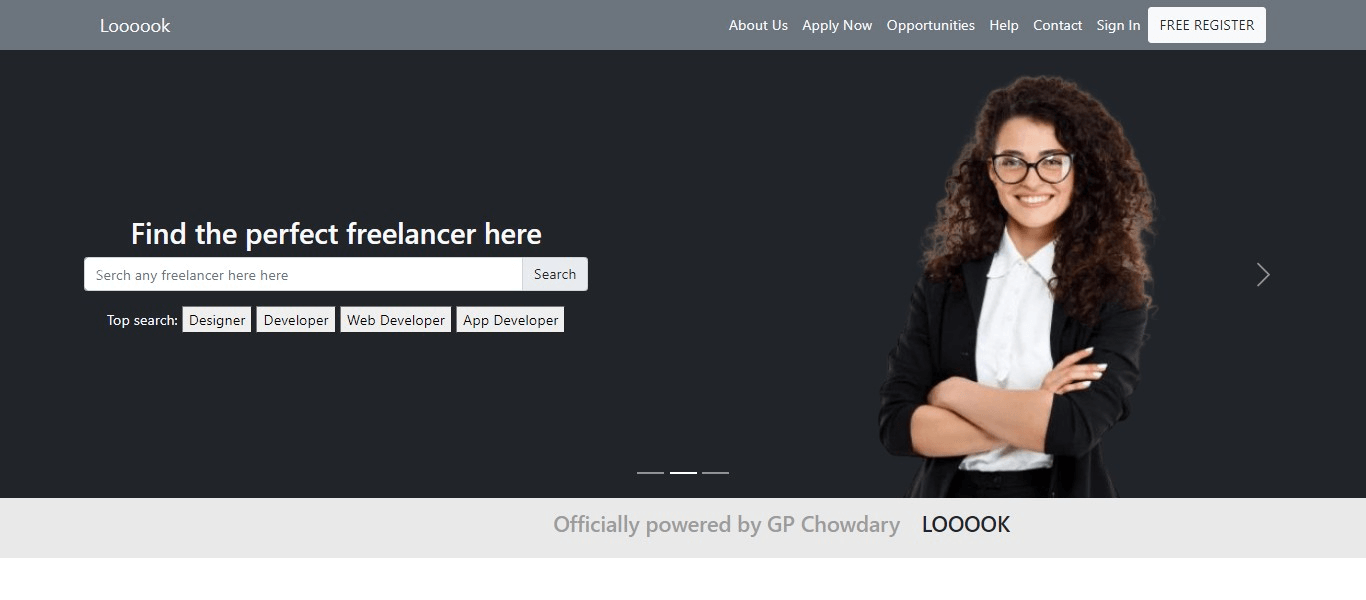 Loooook
About Us Apply Now Opportunities Help Contact Sign In FREE REGISTER
Find the perfect freelancer here
Serch any freelancer here here Search
Top search: Designer Developer Web Developer App Developer
Officially powered by GP Chowdary LOOOOK